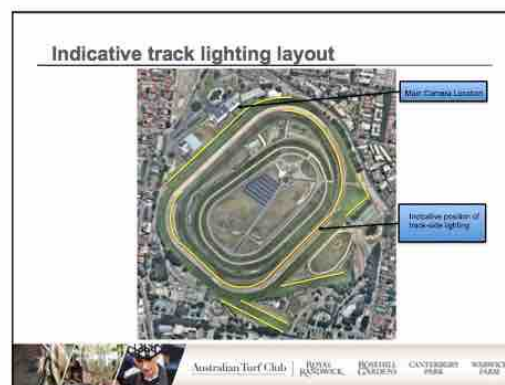 Indicative track lighting layout
Main Camera Location
Indicative position of
track-side lighting
Australian Turf Club
ROYAL
RANDWICK
ROSEHILL
GARDENS
CANTERBURY
PARK
WARWICK
FARM